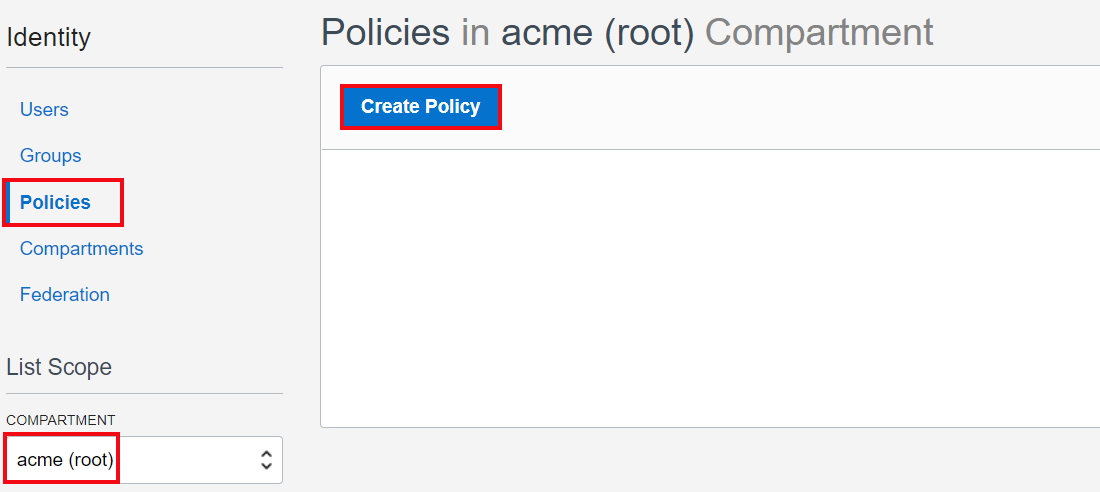 Identity
Users
Groups
Policies
Compartments
Federation
List Scope
COMPARTMENT
acme (root)
Policies in acme (root) Compartment
Create Policy